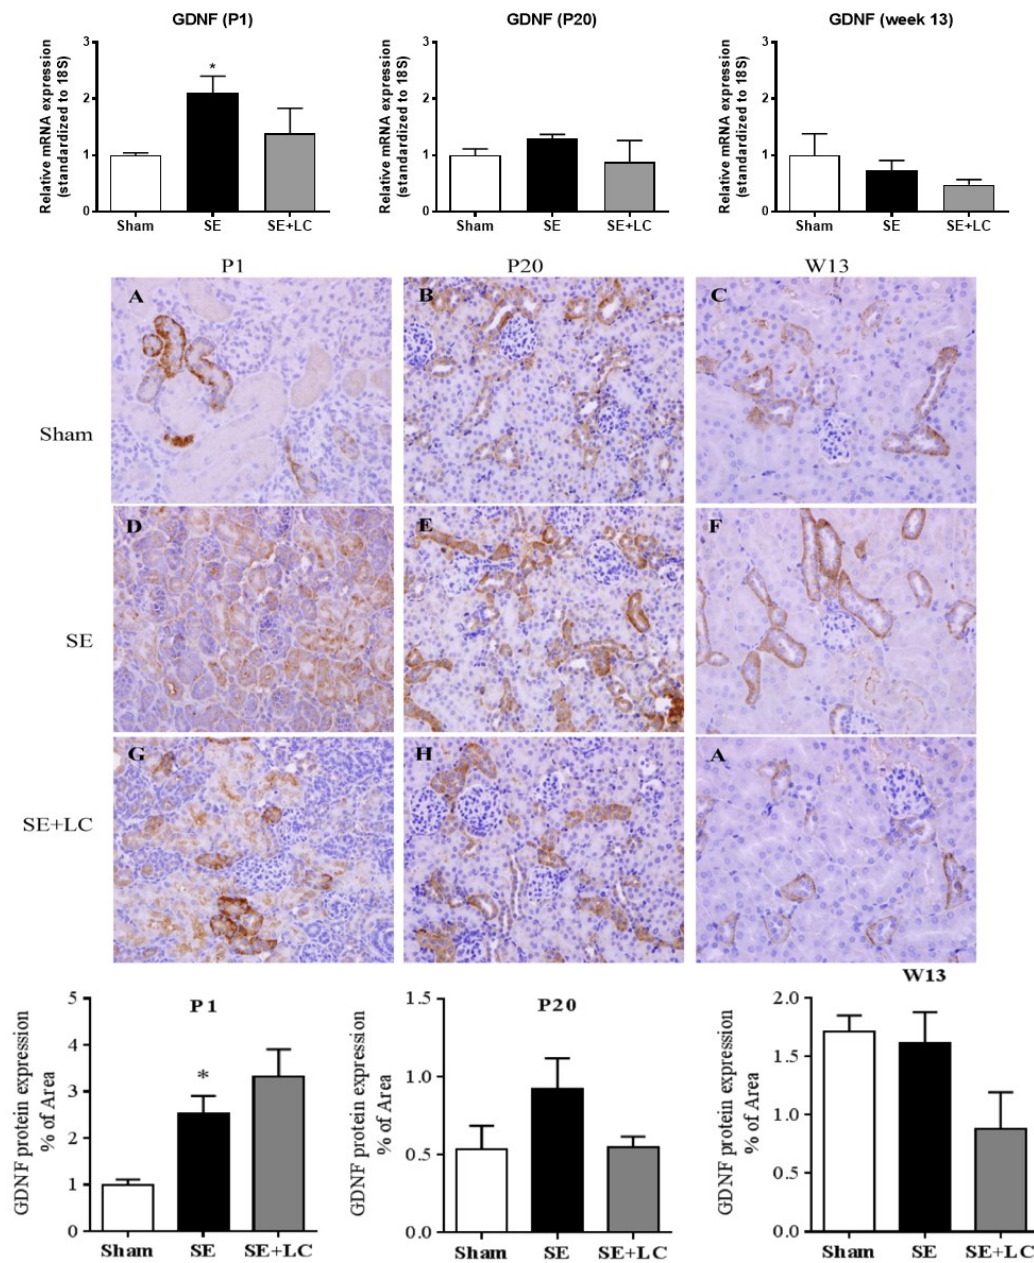 GDNF (P1)
GDNF (P20)
GDNF (week 13)
Relative mRNA expression
(standardized to 18S)
3
2
1
0
*
Sham
SE
SE+LC
Relative mRNA expression
(standardized to 18S)
3
2
1
0
Sham
SE
SE+LC
Relative mRNA expression
(standardized to 18S)
3
2
1
0
Sham
SE
SE+LC
P1
P20
W13
Sham
A
B
C
SE
D
E
F
SE+LC
G
H
A
P1
GDNF protein expression
% of Area
5
4
3
2
1
0
*
Sham
SE
SE+LC
P20
GDNF protein expression
% of Area
1.5
1.0
0.5
0.0
Sham
SE
SE+LC
W13
GDNF protein expression
% of Area
2.0
1.5
1.0
0.5
0.0
Sham
SE
SE+LC